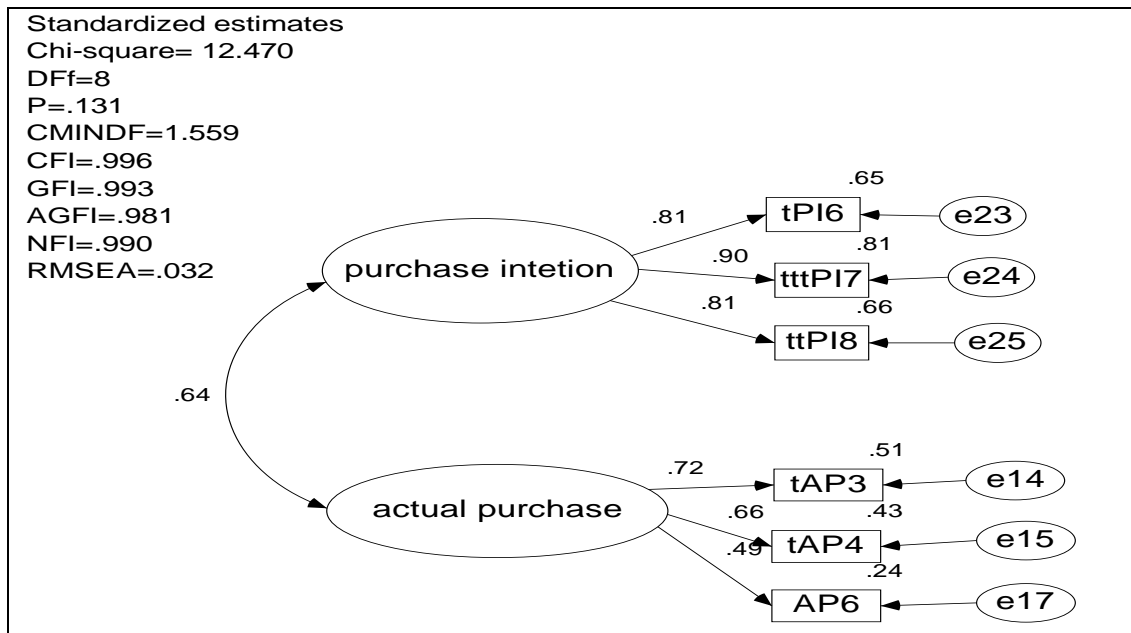 Standardized estimates
Chi-square= 12.470
DFf=8
P=.131
CMINDF=1.559
CFI=.996
GFI=.993
AGFI=.981
NFI=.990
RMSEA=.032
.65
.81 tPI6 e23
.81
purchase intetion .90 tttPI7 e24
.66
.81 ttPI8 e25
.64
.51
.72 tAP3 e14
.43
actual purchase .66 tAP4 e15
.49
.24
AP6 e17